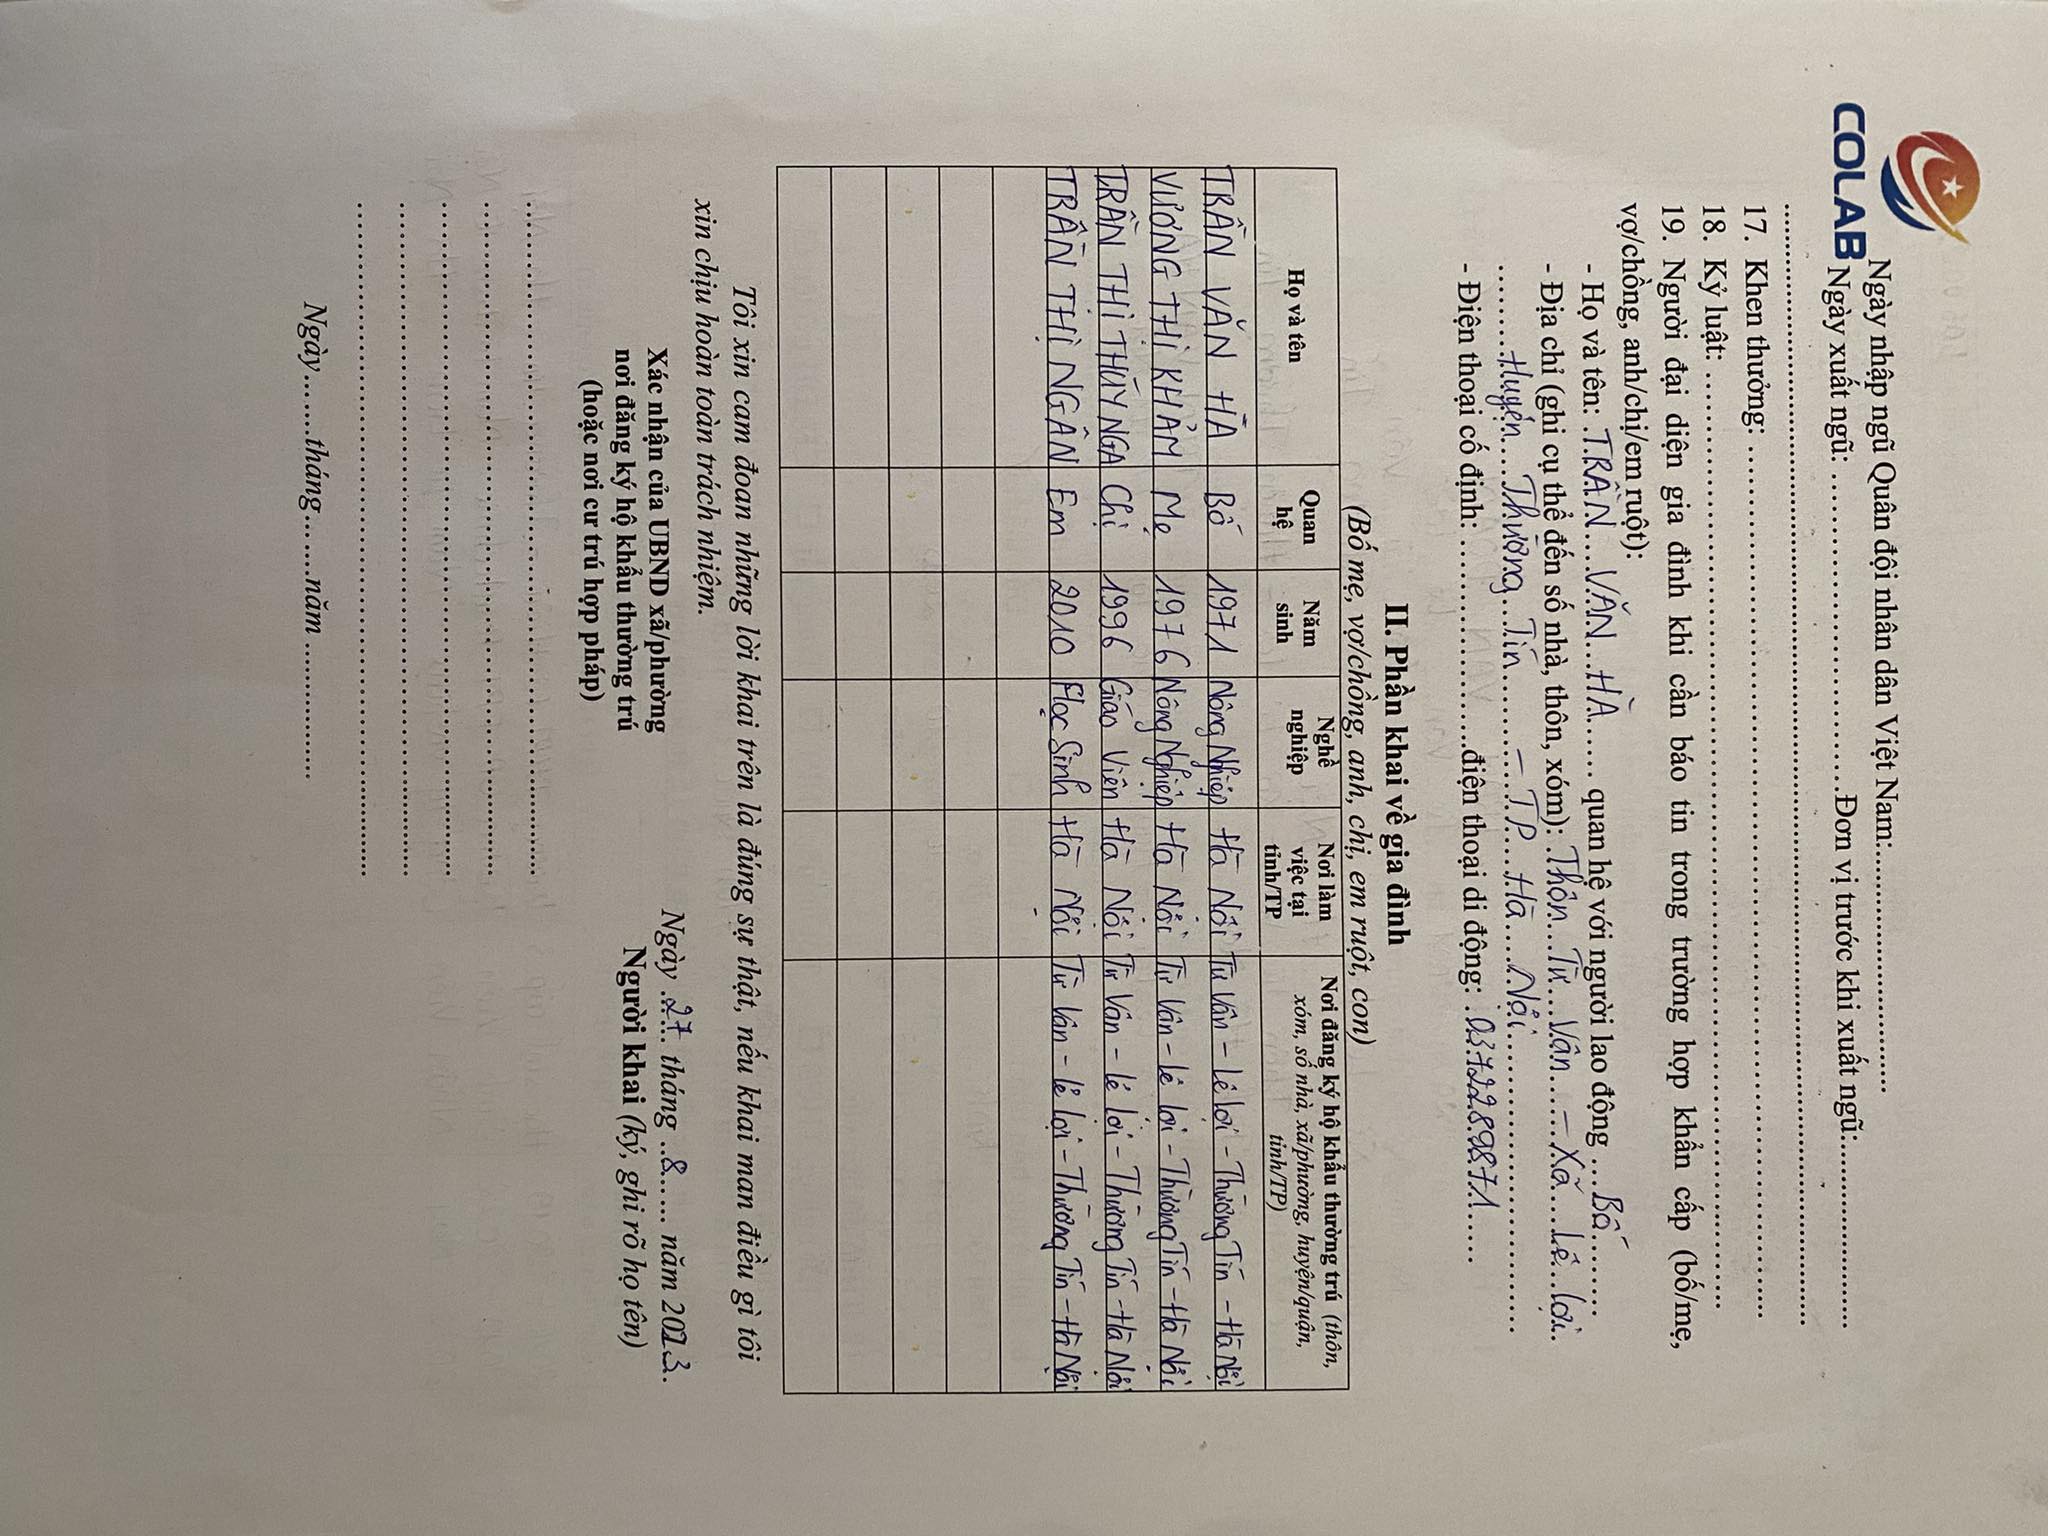 COLAB
Ngày nhập ngũ Quân đội nhân dân Việt Nam:..............................
Ngày xuất ngũ: ..............................Đơn vị trước khi xuất ngũ:..............................
17. Khen thưởng: ..............................
18. Kỷ luật: ..............................
19. Người đại diện gia đình khi cần báo tin trong trường hợp khẩn cấp (bố/mẹ,
vợ/chồng, anh/chị/em ruột):
- Họ và tên: TRẦN VĂN HÀ quan hệ với người lao động Bố
- Địa chỉ (ghi cụ thể đến số nhà, thôn, xóm): Thôn Từ Vân - Xã Lê Lợi
Huyện Thường Tín - TP Hà Nội
- Điện thoại cố định: ..............................điện thoại di động: 0372289871
II. Phần khai về gia đình
(Bố mẹ, vợ/chồng, anh, chị, em ruột, con)
Họ và tên | Quan hệ | Năm sinh | Nghề nghiệp | Nơi làm việc tại tỉnh/TP | Nơi đăng ký hộ khẩu thường trú (thôn, xóm, số nhà, xã/phường, huyện/quận, tỉnh/TP)
TRẦN VĂN HÀ | Bố | 1971 | Nông Nghiệp | Hà Nội | Từ Vân - Lê Lợi - Thường Tín - Hà Nội
VƯƠNG THỊ KHẢM | Mẹ | 1976 | Nông Nghiệp | Hà Nội | Từ Vân - Lê Lợi - Thường Tín - Hà Nội
TRẦN THỊ THÚY NGA | Chị | 1996 | Giáo Viên | Hà Nội | Từ Vân - Lê Lợi - Thường Tín - Hà Nội
TRẦN THỊ NGÂN | Em | 2010 | Học Sinh | Hà Nội | Từ Vân - Lê Lợi - Thường Tín - Hà Nội
Tôi xin cam đoan những lời khai trên là đúng sự thật, nếu khai man điều gì tôi
xin chịu hoàn toàn trách nhiệm.
Ngày 27 tháng 8 năm 2023.
Xác nhận của UBND xã/phường
nơi đăng ký hộ khẩu thường trú
(hoặc nơi cư trú hợp pháp)
Người khai (ký, ghi rõ họ tên)
Ngày ......tháng ......năm ...............